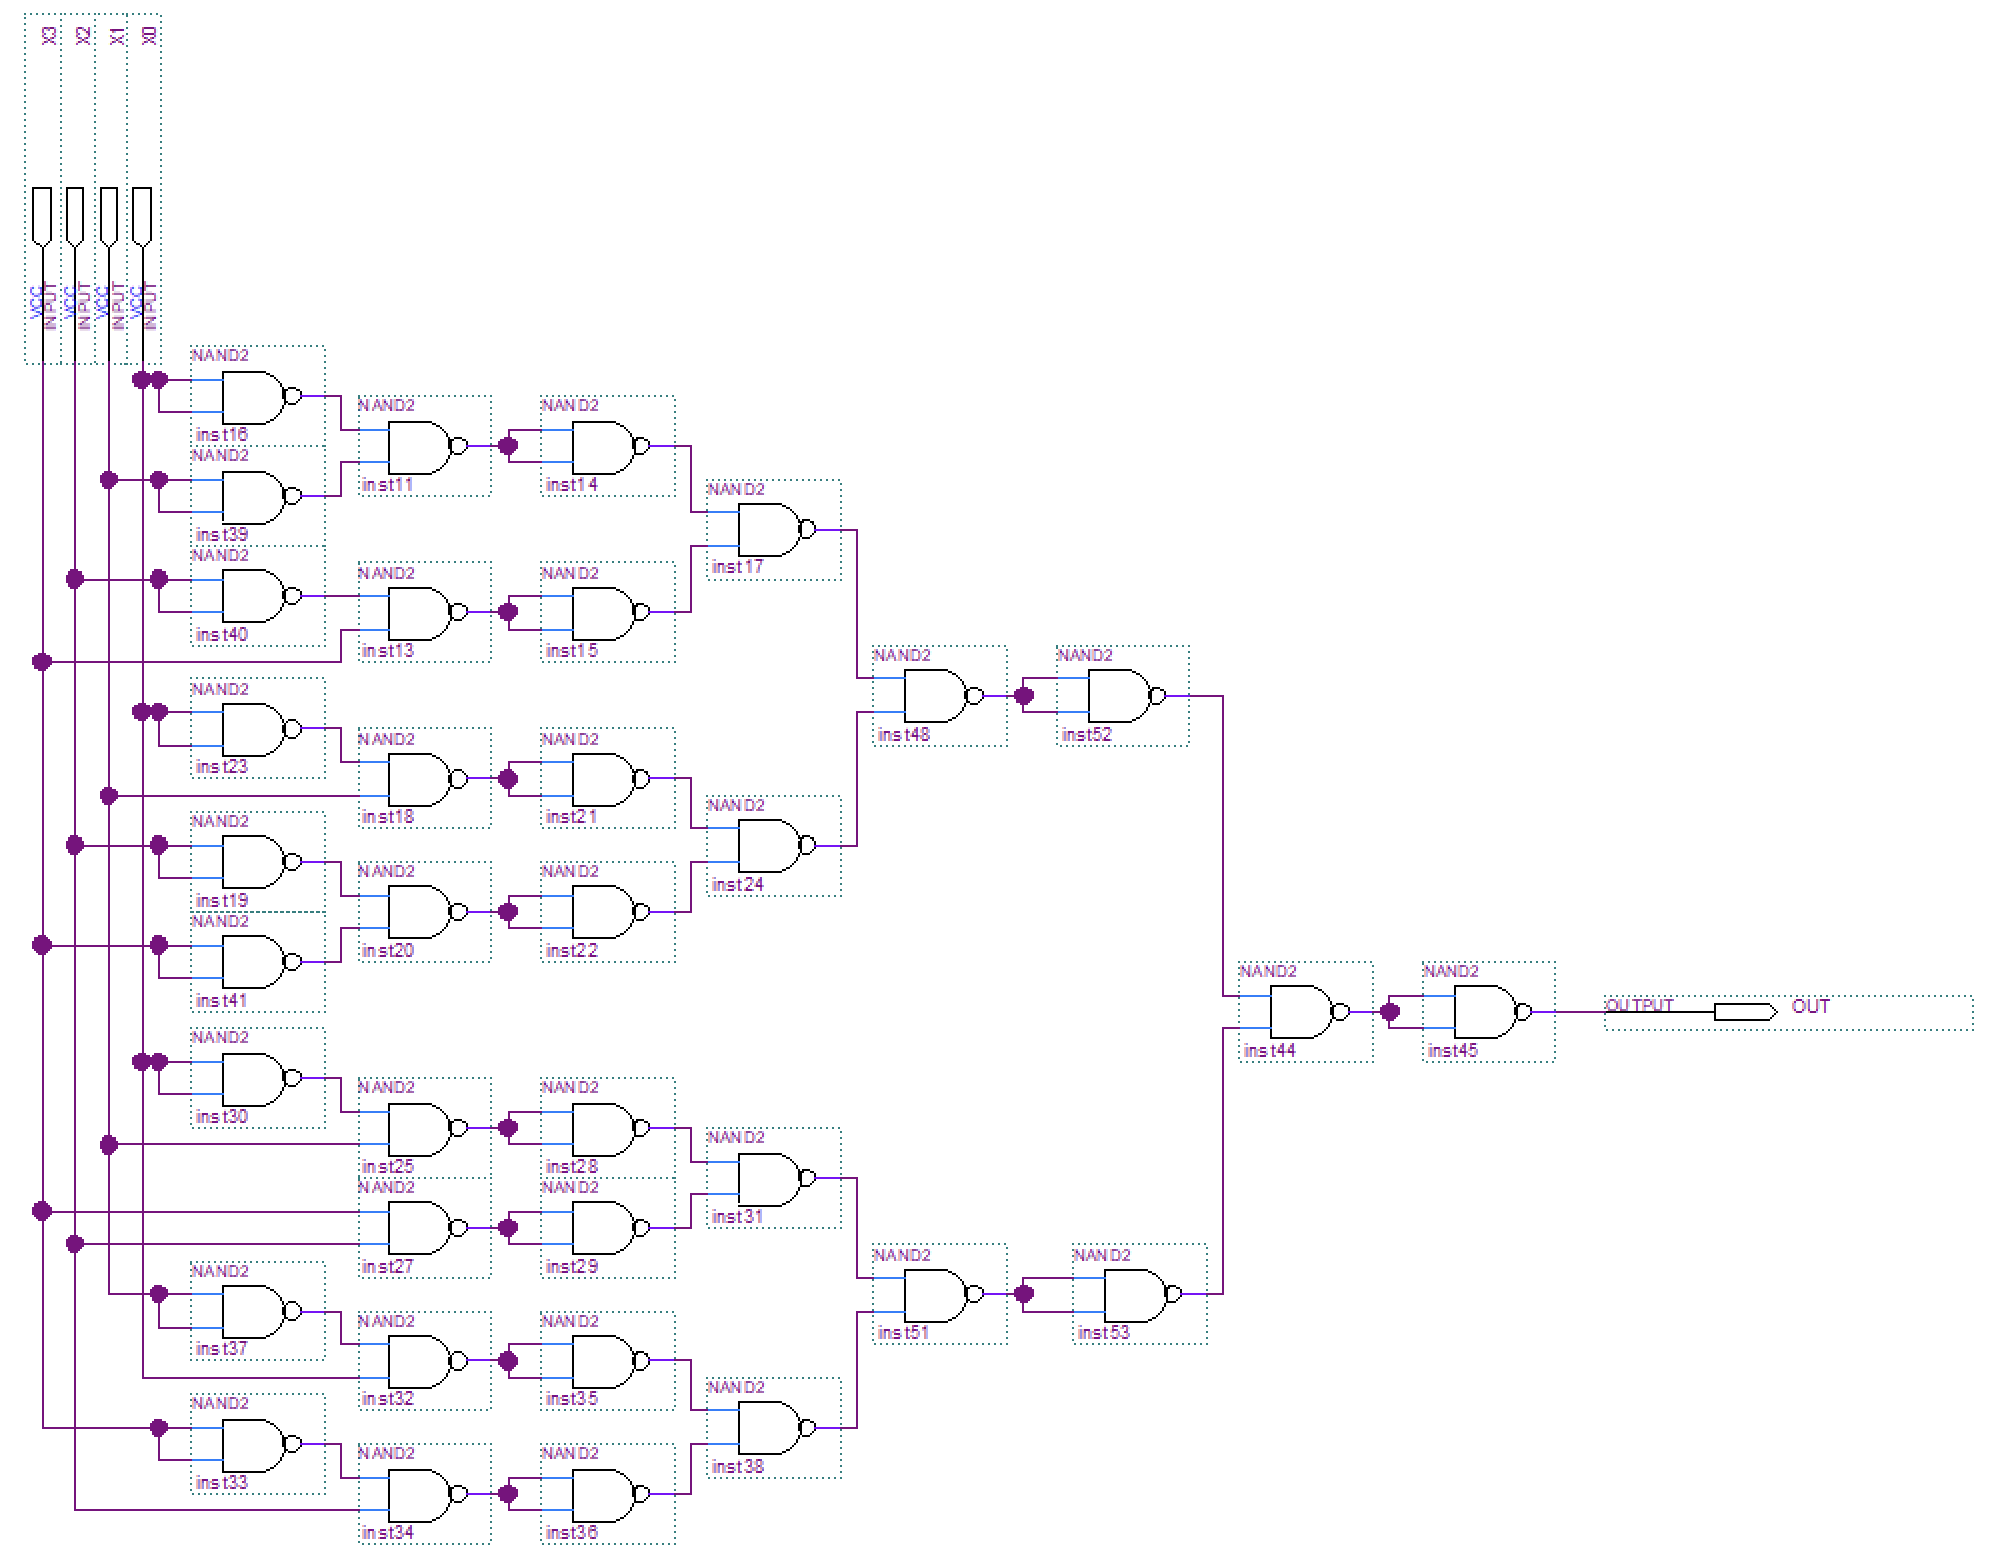 X3
X2
X1
X0
VCC
INPUT
VCC
INPUT
VCC
INPUT
VCC
INPUT
NAND2
inst16
NAND2
inst11
NAND2
inst14
NAND2
inst39
NAND2
inst17
NAND2
inst40
NAND2
inst13
NAND2
inst15
NAND2
inst48
NAND2
inst52
NAND2
inst23
NAND2
inst18
NAND2
inst21
NAND2
inst24
NAND2
inst19
NAND2
inst20
NAND2
inst22
NAND2
inst41
NAND2
inst44
NAND2
inst45
OUTPUT
OUT
NAND2
inst30
NAND2
inst25
NAND2
inst28
NAND2
inst31
NAND2
inst27
NAND2
inst29
NAND2
inst51
NAND2
inst53
NAND2
inst37
NAND2
inst32
NAND2
inst35
NAND2
inst38
NAND2
inst33
NAND2
inst34
NAND2
inst36